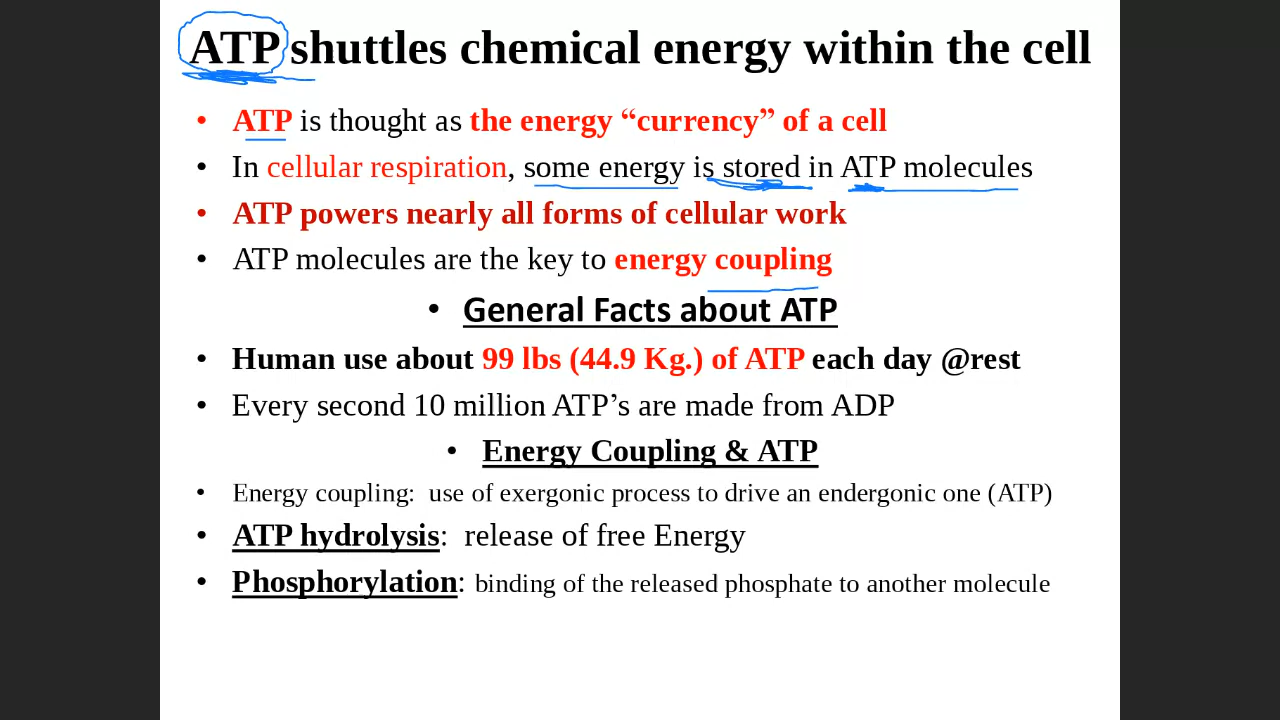 ATP shuttles chemical energy within the cell
• ATP is thought as the energy “currency” of a cell
• In cellular respiration, some energy is stored in ATP molecules
• ATP powers nearly all forms of cellular work
• ATP molecules are the key to energy coupling
• General Facts about ATP
• Human use about 99 lbs (44.9 Kg.) of ATP each day @rest
• Every second 10 million ATP’s are made from ADP
• Energy Coupling & ATP
• Energy coupling: use of exergonic process to drive an endergonic one (ATP)
• ATP hydrolysis: release of free Energy
• Phosphorylation: binding of the released phosphate to another molecule